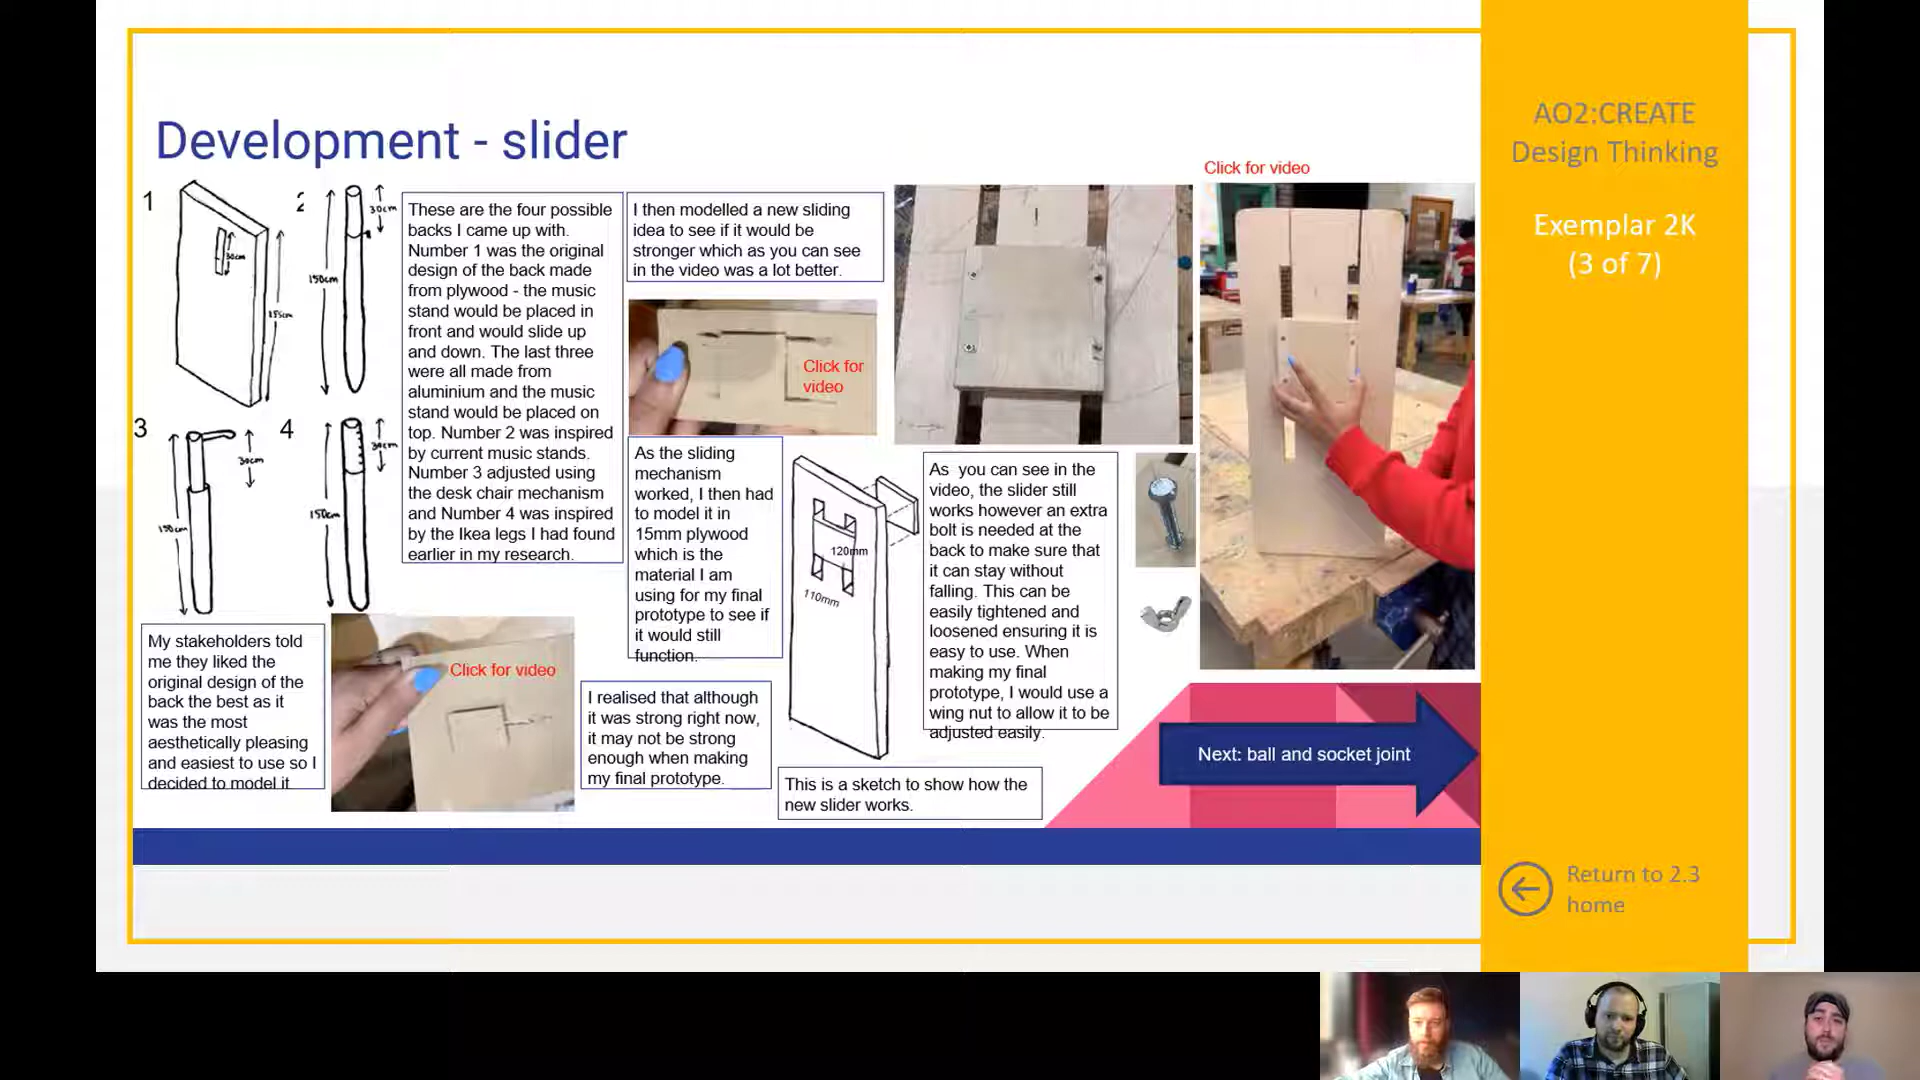 Development - slider
1
2
30cm
150cm
30cm
155cm
3
4
30cm
150cm
30cm
150cm
These are the four possible
backs I came up with.
Number 1 was the original
design of the back made
from plywood - the music
stand would be placed in
front and would slide up
and down. The last three
were all made from
aluminium and the music
stand would be placed on
top. Number 2 was inspired
by current music stands.
Number 3 adjusted using
the desk chair mechanism
and Number 4 was inspired
by the Ikea legs I had found
earlier in my research.
My stakeholders told
me they liked the
original design of the
back the best as it
was the most
aesthetically pleasing
and easiest to use so I
decided to model it
Click for video
I realised that although
it was strong right now,
it may not be strong
enough when making
my final prototype.
I then modelled a new sliding
idea to see if it would be
stronger which as you can see
in the video was a lot better.
Click for
video
As the sliding
mechanism
worked, I then had
to model it in
15mm plywood
which is the
material I am
using for my final
prototype to see if
it would still
function.
120mm
110mm
This is a sketch to show how the
new slider works.
As you can see in the
video, the slider still
works however an extra
bolt is needed at the
back to make sure that
it can stay without
falling. This can be
easily tightened and
loosened ensuring it is
easy to use. When
making my final
prototype, I would use a
wing nut to allow it to be
adjusted easily.
Click for video
Next: ball and socket joint
AO2:CREATE
Design Thinking
Exemplar 2K
(3 of 7)
Return to 2.3
home